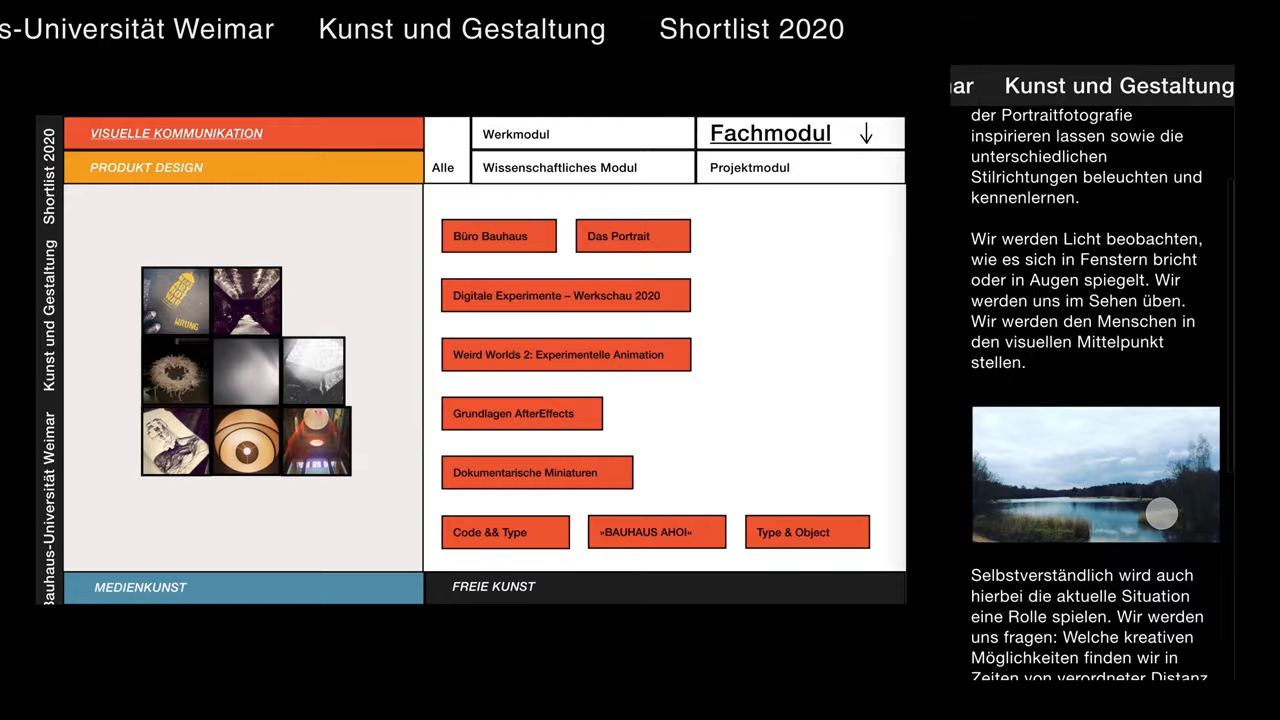 s-Universität Weimar Kunst und Gestaltung Shortlist 2020
Bauhaus-Universität Weimar Kunst und Gestaltung Shortlist 2020
VISUELLE KOMMUNIKATION
PRODUKT DESIGN
Alle
Werkmodul
Fachmodul ↓
Wissenschaftliches Modul
Projektmodul
Büro Bauhaus
Das Portrait
Digitale Experimente – Werkschau 2020
Weird Worlds 2: Experimentelle Animation
Grundlagen AfterEffects
Dokumentarische Miniaturen
Code && Type
»BAUHAUS AHOI«
Type & Object
MEDIENKUNST
FREIE KUNST
mar Kunst und Gestaltung
der Portraitfotografie
inspirieren lassen sowie die
unterschiedlichen
Stilrichtungen beleuchten und
kennenlernen.
Wir werden Licht beobachten,
wie es sich in Fenstern bricht
oder in Augen spiegelt. Wir
werden uns im Sehen üben.
Wir werden den Menschen in
den visuellen Mittelpunkt
stellen.
Selbstverständlich wird auch
hierbei die aktuelle Situation
eine Rolle spielen. Wir werden
uns fragen: Welche kreativen
Möglichkeiten finden wir in
Zeiten von verordneter Distanz